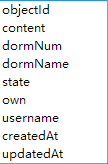 objectId
content
dormNum
dormName
state
own
username
createdAt
updatedAt